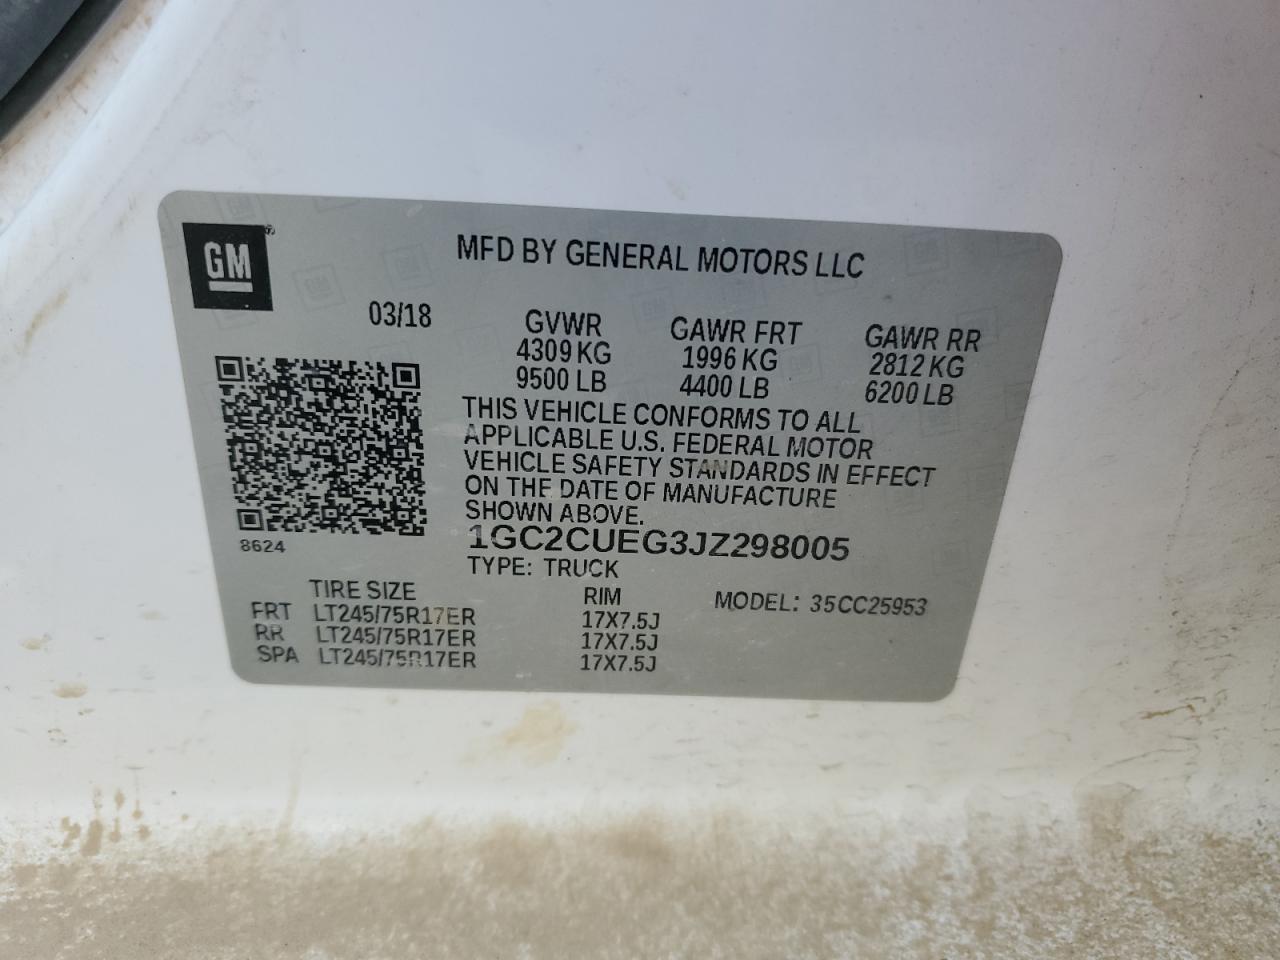 GM
MFD BY GENERAL MOTORS LLC
03/18
GVWR GAWR FRT GAWR RR
4309 KG 1996 KG 2812 KG
9500 LB 4400 LB 6200 LB
THIS VEHICLE CONFORMS TO ALL
APPLICABLE U.S. FEDERAL MOTOR
VEHICLE SAFETY STANDARDS IN EFFECT
ON THE DATE OF MANUFACTURE
SHOWN ABOVE.
8624
1GC2CUEG3JZ298005
TYPE: TRUCK
TIRE SIZE RIM MODEL: 35CC25953
FRT LT245/75R17ER 17X7.5J
RR LT245/75R17ER 17X7.5J
SPA LT245/75R17ER 17X7.5J